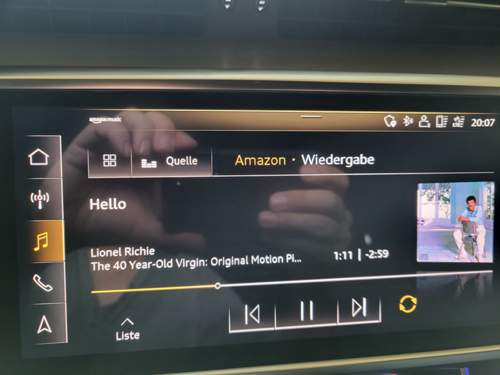 amazon music
20:07
Quelle
Amazon · Wiedergabe
Hello
Lionel Richie
The 40 Year-Old Virgin: Original Motion Pi...
1:11 | -2:59
Liste